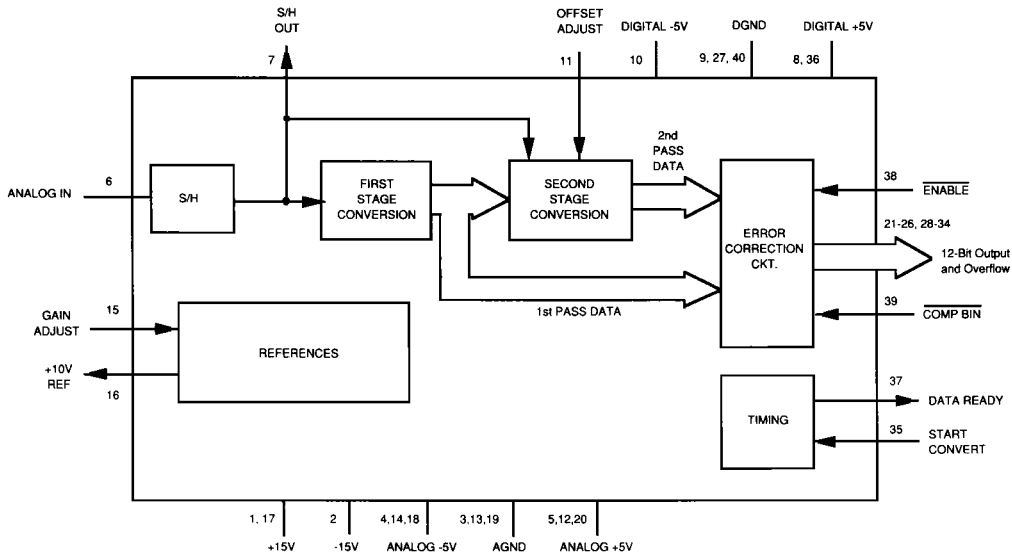 S/H
OUT
OFFSET
ADJUST
DIGITAL -5V
DGND
DIGITAL +5V
7
11
10
9, 27, 40
8, 36
2nd
PASS
DATA
6
ANALOG IN
S/H
FIRST
STAGE
CONVERSION
SECOND
STAGE
CONVERSION
ERROR
CORRECTION
CKT.
38
ENABLE
21-26, 28-34
12-Bit Output
and Overflow
1st PASS DATA
39
COMP BIN
15
GAIN
ADJUST
REFERENCES
+10V
REF
16
TIMING
37
DATA READY
35
START
CONVERT
1, 17
2
4,14,18
3,13,19
5,12,20
+15V
-15V
ANALOG -5V
AGND
ANALOG +5V